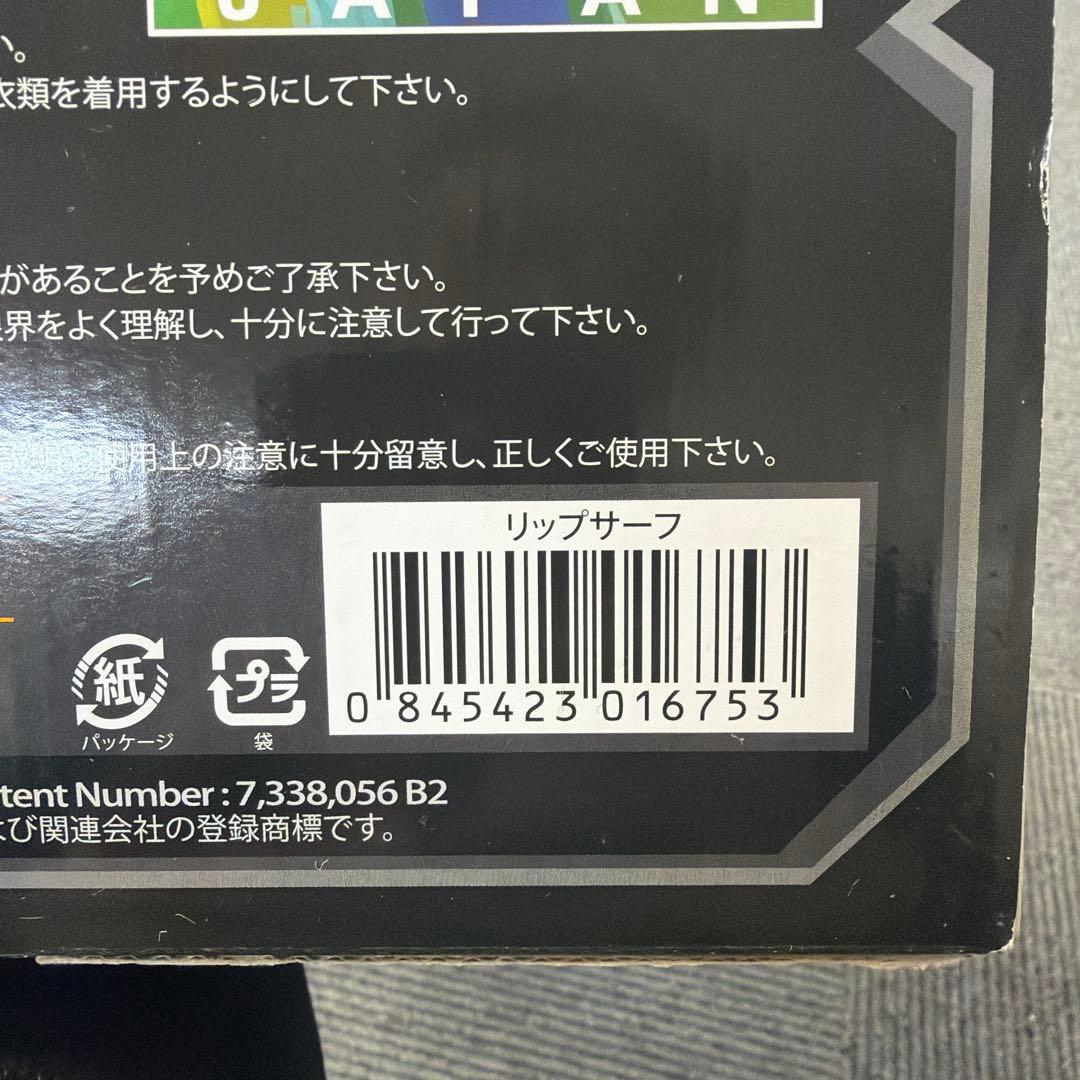 JAPAN
い。
衣類を着用するようにして下さい。
があることを予めご了承下さい。
界をよく理解し、十分に注意して行って下さい。
使用上の注意に十分留意し、正しくご使用下さい。
リップサーフ
0 845423 016753
紙
パッケージ
プラ
袋
tent Number : 7,338,056 B2
よび関連会社の登録商標です。